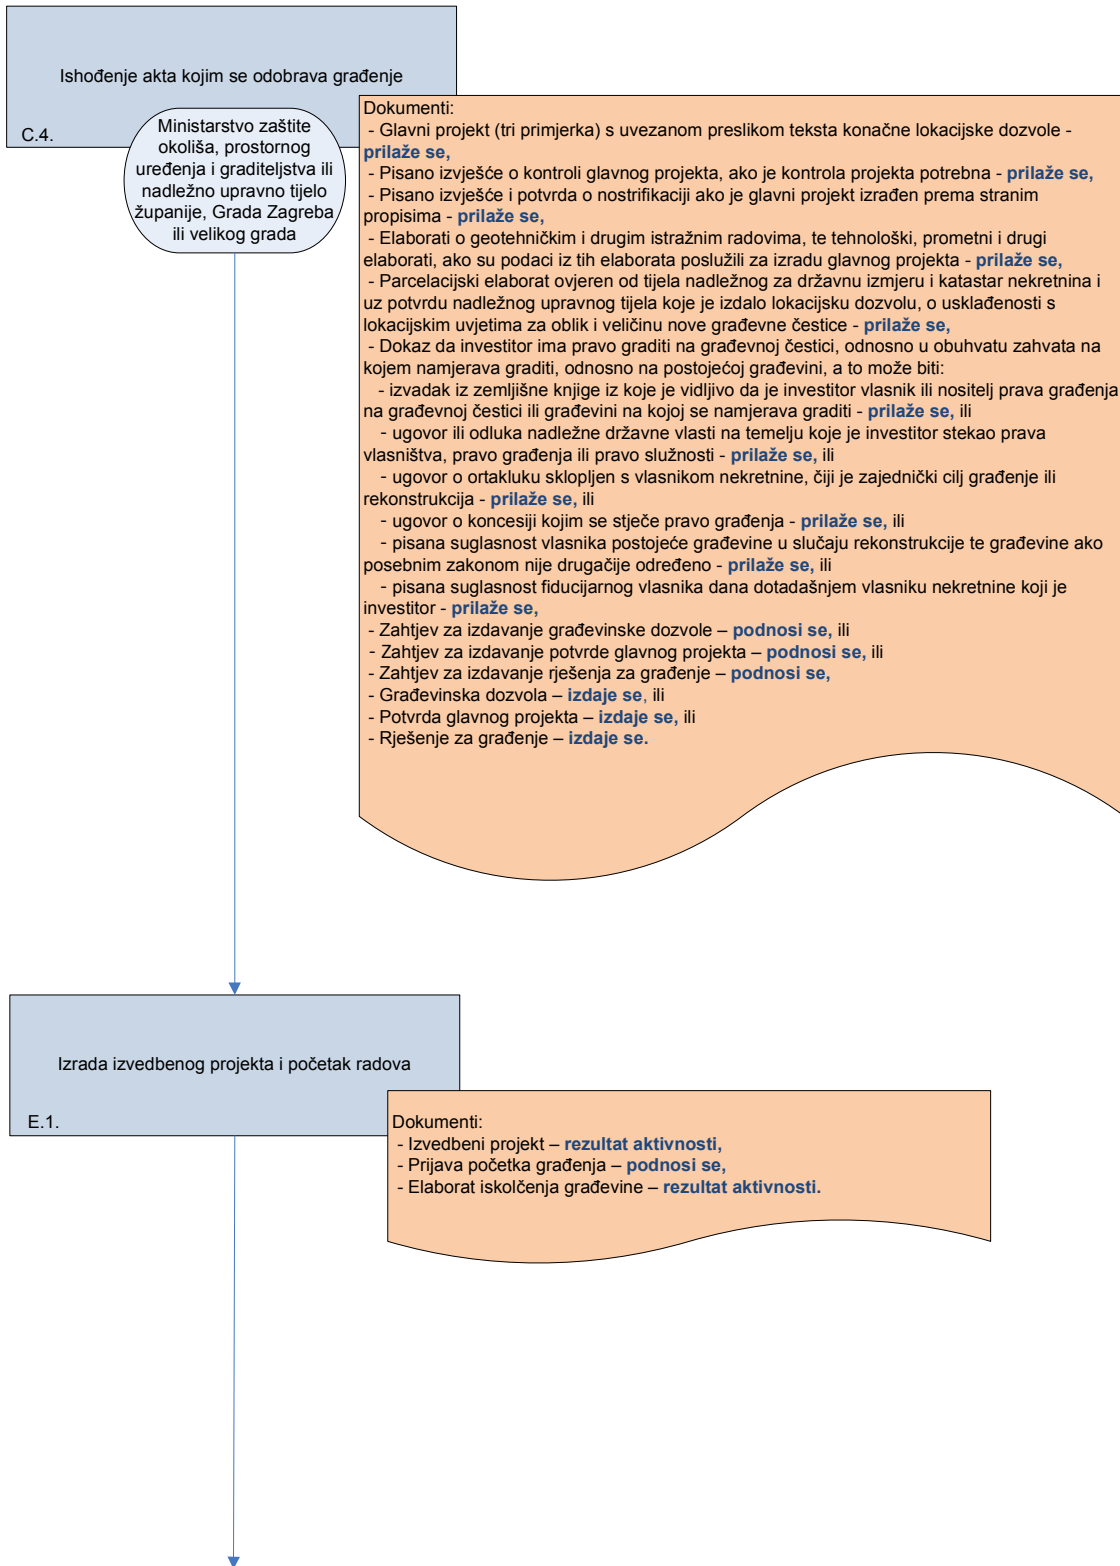 Ishođenje akta kojim se odobrava građenje
C.4.
Ministarstvo zaštite
okoliša, prostornog
uređenja i graditeljstva ili
nadležno upravno tijelo
županije, Grada Zagreba
ili velikog grada
Dokumenti:
- Glavni projekt (tri primjerka) s uvezanom preslikom teksta konačne lokacijske dozvole -
prilaže se,
- Pisano izvješće o kontroli glavnog projekta, ako je kontrola projekta potrebna - prilaže se,
- Pisano izvješće i potvrda o nostrifikaciji ako je glavni projekt izrađen prema stranim
propisima - prilaže se,
- Elaborati o geotehničkim i drugim istražnim radovima, te tehnološki, prometni i drugi
elaborati, ako su podaci iz tih elaborata poslužili za izradu glavnog projekta - prilaže se,
- Parcelacijski elaborat ovjeren od tijela nadležnog za državnu izmjeru i katastar nekretnina i
uz potvrdu nadležnog upravnog tijela koje je izdalo lokacijsku dozvolu, o usklađenosti s
lokacijskim uvjetima za oblik i veličinu nove građevne čestice - prilaže se,
- Dokaz da investitor ima pravo graditi na građevnoj čestici, odnosno u obuhvatu zahvata na
kojem namjerava graditi, odnosno na postojećoj građevini, a to može biti:
- izvadak iz zemljišne knjige iz koje je vidljivo da je investitor vlasnik ili nositelj prava građenja
na građevnoj čestici ili građevini na kojoj se namjerava graditi - prilaže se, ili
- ugovor ili odluka nadležne državne vlasti na temelju koje je investitor stekao prava
vlasništva, pravo građenja ili pravo služnosti - prilaže se, ili
- ugovor o ortakluku sklopljen s vlasnikom nekretnine, čiji je zajednički cilj građenje ili
rekonstrukcija - prilaže se, ili
- ugovor o koncesiji kojim se stječe pravo građenja - prilaže se, ili
- pisana suglasnost vlasnika postojeće građevine u slučaju rekonstrukcije te građevine ako
posebnim zakonom nije drugačije određeno - prilaže se, ili
- pisana suglasnost fiducijarnog vlasnika dana dotadašnjem vlasniku nekretnine koji je
investitor - prilaže se,
- Zahtjev za izdavanje građevinske dozvole – podnosi se, ili
- Zahtjev za izdavanje potvrde glavnog projekta – podnosi se, ili
- Zahtjev za izdavanje rješenja za građenje – podnosi se,
- Građevinska dozvola – izdaje se, ili
- Potvrda glavnog projekta – izdaje se, ili
- Rješenje za građenje – izdaje se.
Izrada izvedbenog projekta i početak radova
E.1.
Dokumenti:
- Izvedbeni projekt – rezultat aktivnosti,
- Prijava početka građenja – podnosi se,
- Elaborat iskolčenja građevine – rezultat aktivnosti.